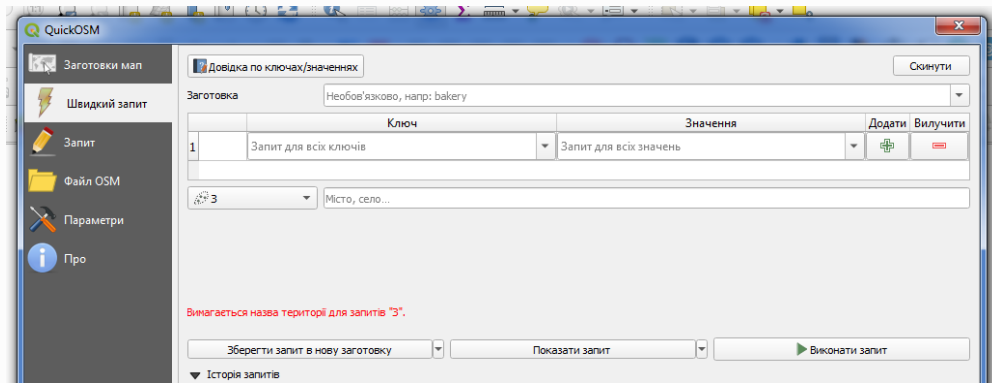 QuickOSM
Заготовки мап
Швидкий запит
Запит
Файл OSM
Параметри
Про
Довідка по ключах/значеннях
Скинути
Заготовка
Необов'язково, напр: bakery
Ключ Значення Додати Вилучити
1 Запит для всіх ключів Запит для всіх значень
З Місто, село...
Вимагається назва території для запитів "З".
Зберегти запит в нову заготовку Показати запит Виконати запит
Історія запитів